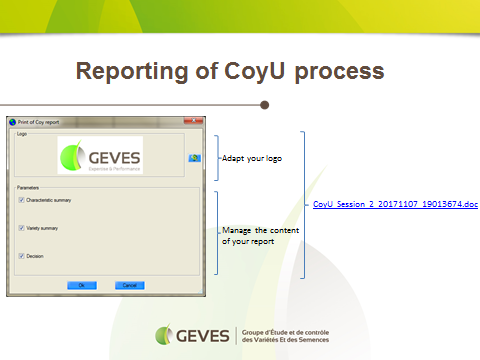 Reporting of CoyU process
Print of Coy report
Logo
GEVES
Expertise & Performance
Adapt your logo
Parameters
Characteristic summary
Variety summary
Decision
Manage the content
of your report
CoyU_Session_2_20171107_19013674.doc
Ok
Cancel
GEVES
Groupe d'Étude et de contrôle
des Variétés Et des Semences